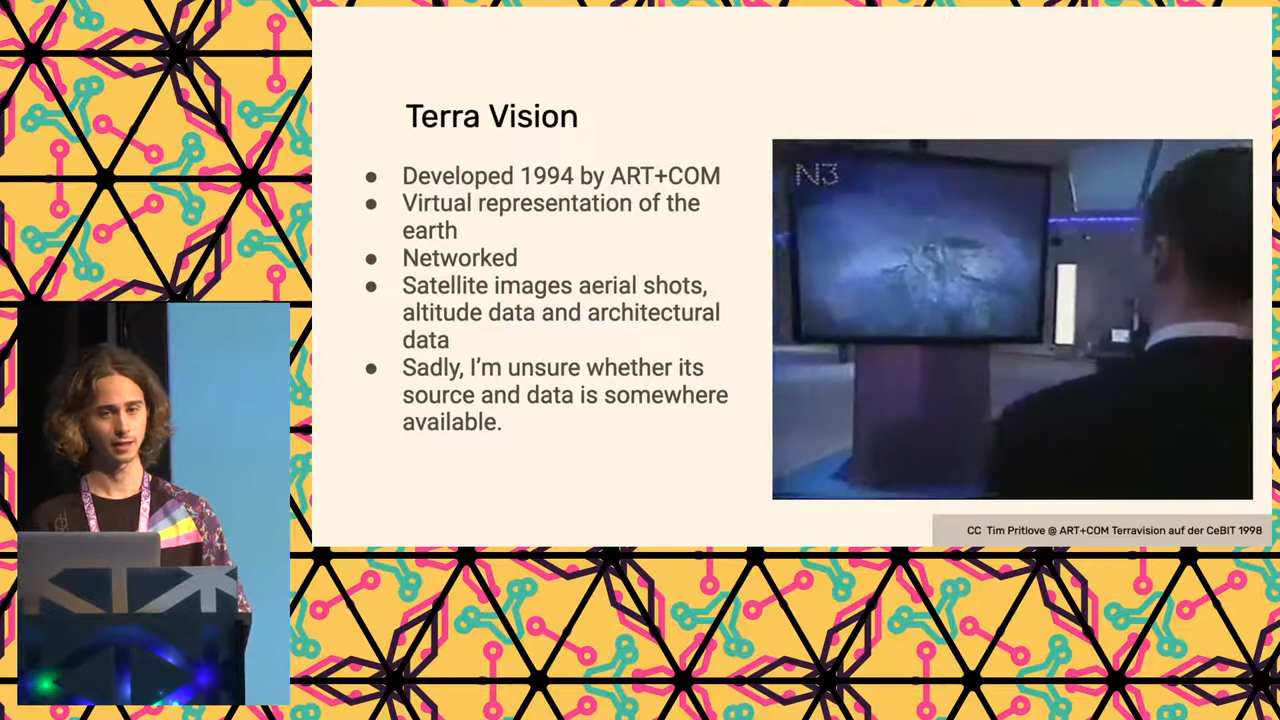 Terra Vision
● Developed 1994 by ART+COM
● Virtual representation of the
earth
● Networked
● Satellite images aerial shots,
altitude data and architectural
data
● Sadly, I'm unsure whether its
source and data is somewhere
available.
N3
CC Tim Pritlove @ ART+COM Terravision auf der CeBIT 1998